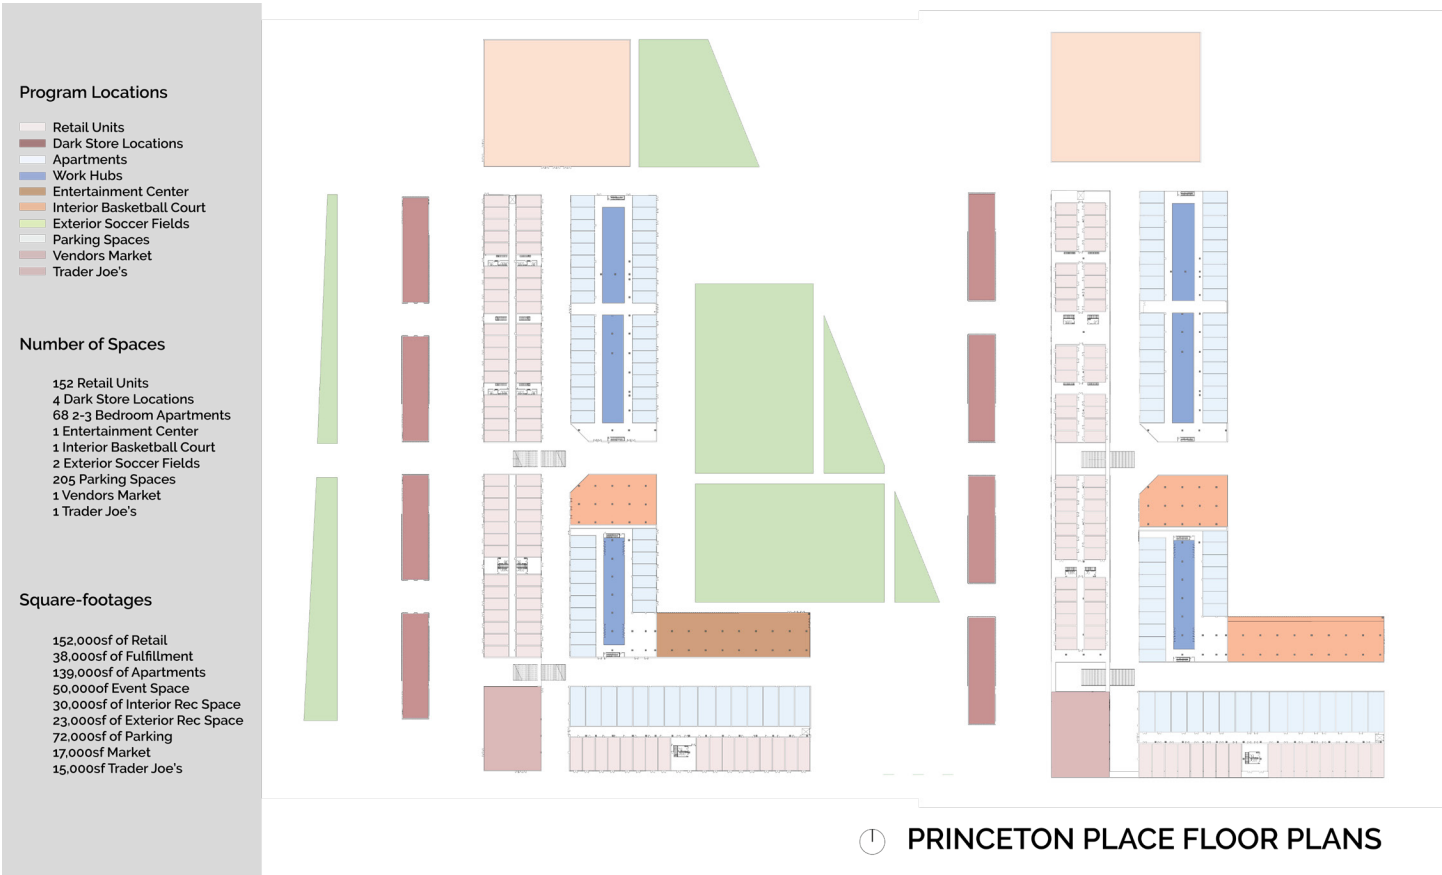 Program Locations
Retail Units
Dark Store Locations
Apartments
Work Hubs
Entertainment Center
Interior Basketball Court
Exterior Soccer Fields
Parking Spaces
Vendors Market
Trader Joe's
Number of Spaces
152 Retail Units
4 Dark Store Locations
68 2-3 Bedroom Apartments
1 Entertainment Center
1 Interior Basketball Court
2 Exterior Soccer Fields
205 Parking Spaces
1 Vendors Market
1 Trader Joe's
Square-footages
152,000sf of Retail
38,000sf of Fulfillment
139,000sf of Apartments
50,000of Event Space
30,000sf of Interior Rec Space
23,000sf of Exterior Rec Space
72,000sf of Parking
17,000sf Market
15,000sf Trader Joe's
PRINCETON PLACE FLOOR PLANS